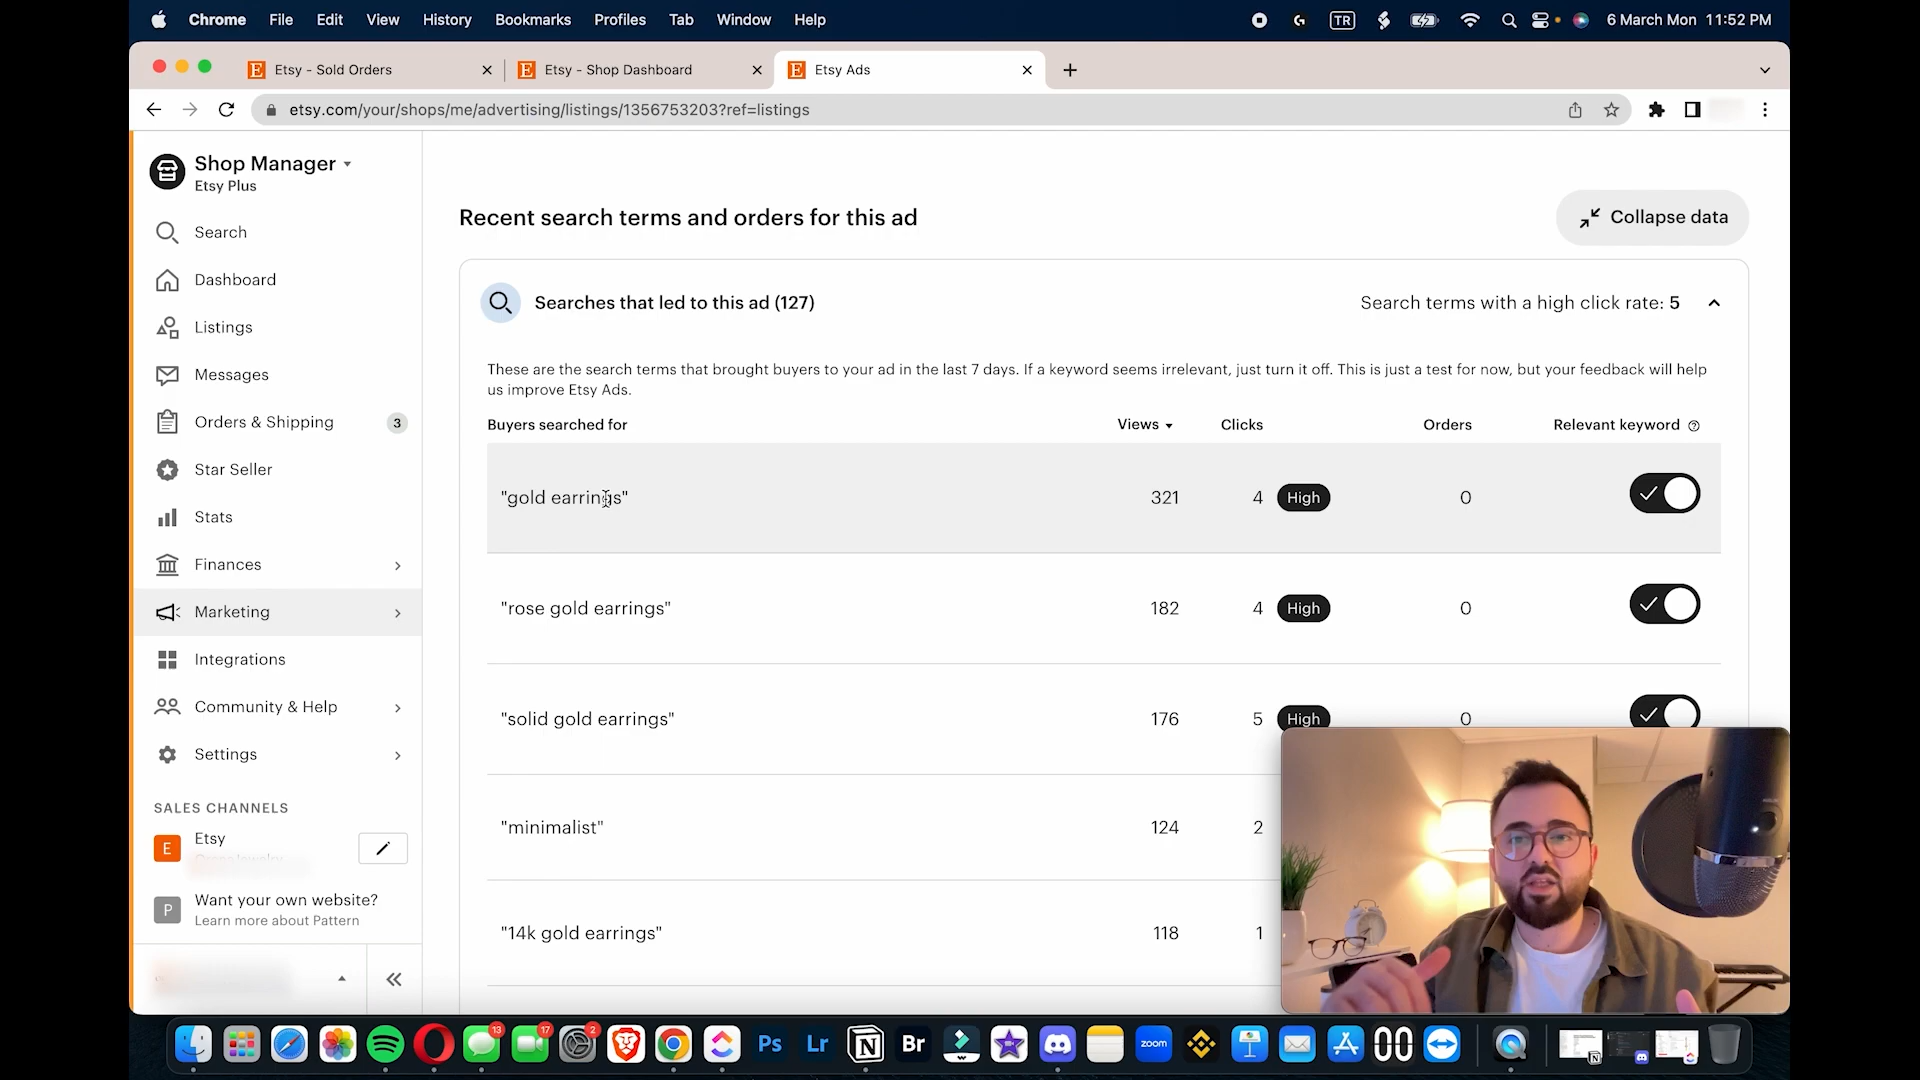 Chrome File Edit View History Bookmarks Profiles Tab Window Help TR 6 March Mon 11:52 PM
Etsy - Sold Orders
Etsy - Shop Dashboard
Etsy Ads
etsy.com/your/shops/me/advertising/listings/1356753203?ref=listings
Shop Manager
Etsy Plus
Search
Dashboard
Listings
Messages
Orders & Shipping 3
Star Seller
Stats
Finances
Marketing
Integrations
Community & Help
Settings
SALES CHANNELS
E Etsy
P Want your own website?
Learn more about Pattern
Recent search terms and orders for this ad
Collapse data
Searches that led to this ad (127)
Search terms with a high click rate: 5
These are the search terms that brought buyers to your ad in the last 7 days. If a keyword seems irrelevant, just turn it off. This is just a test for now, but your feedback will help
us improve Etsy Ads.
Buyers searched for Views Clicks Orders Relevant keyword
"gold earrings" 321 4 High 0
"rose gold earrings" 182 4 High 0
"solid gold earrings" 176 5 High 0
"minimalist" 124 2
"14k gold earrings" 118 1
13 17 2 Ps Lr Br zoom